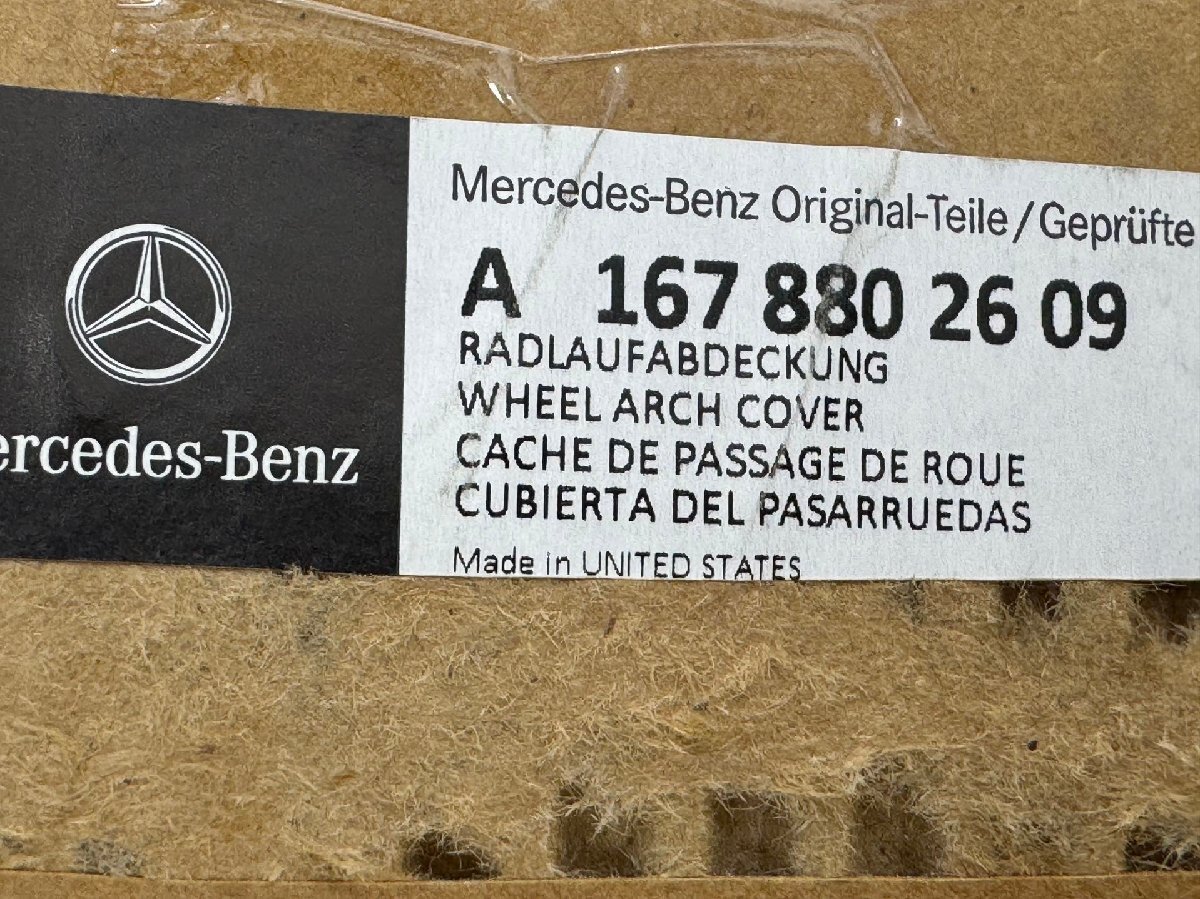 Mercedes-Benz Original-Teile/Geprüfte
A 167 880 26 09
RADLAUFABDECKUNG
WHEEL ARCH COVER
CACHE DE PASSAGE DE ROUE
CUBIERTA DEL PASARRUEDAS
Made in UNITED STATES
ercedes-Benz